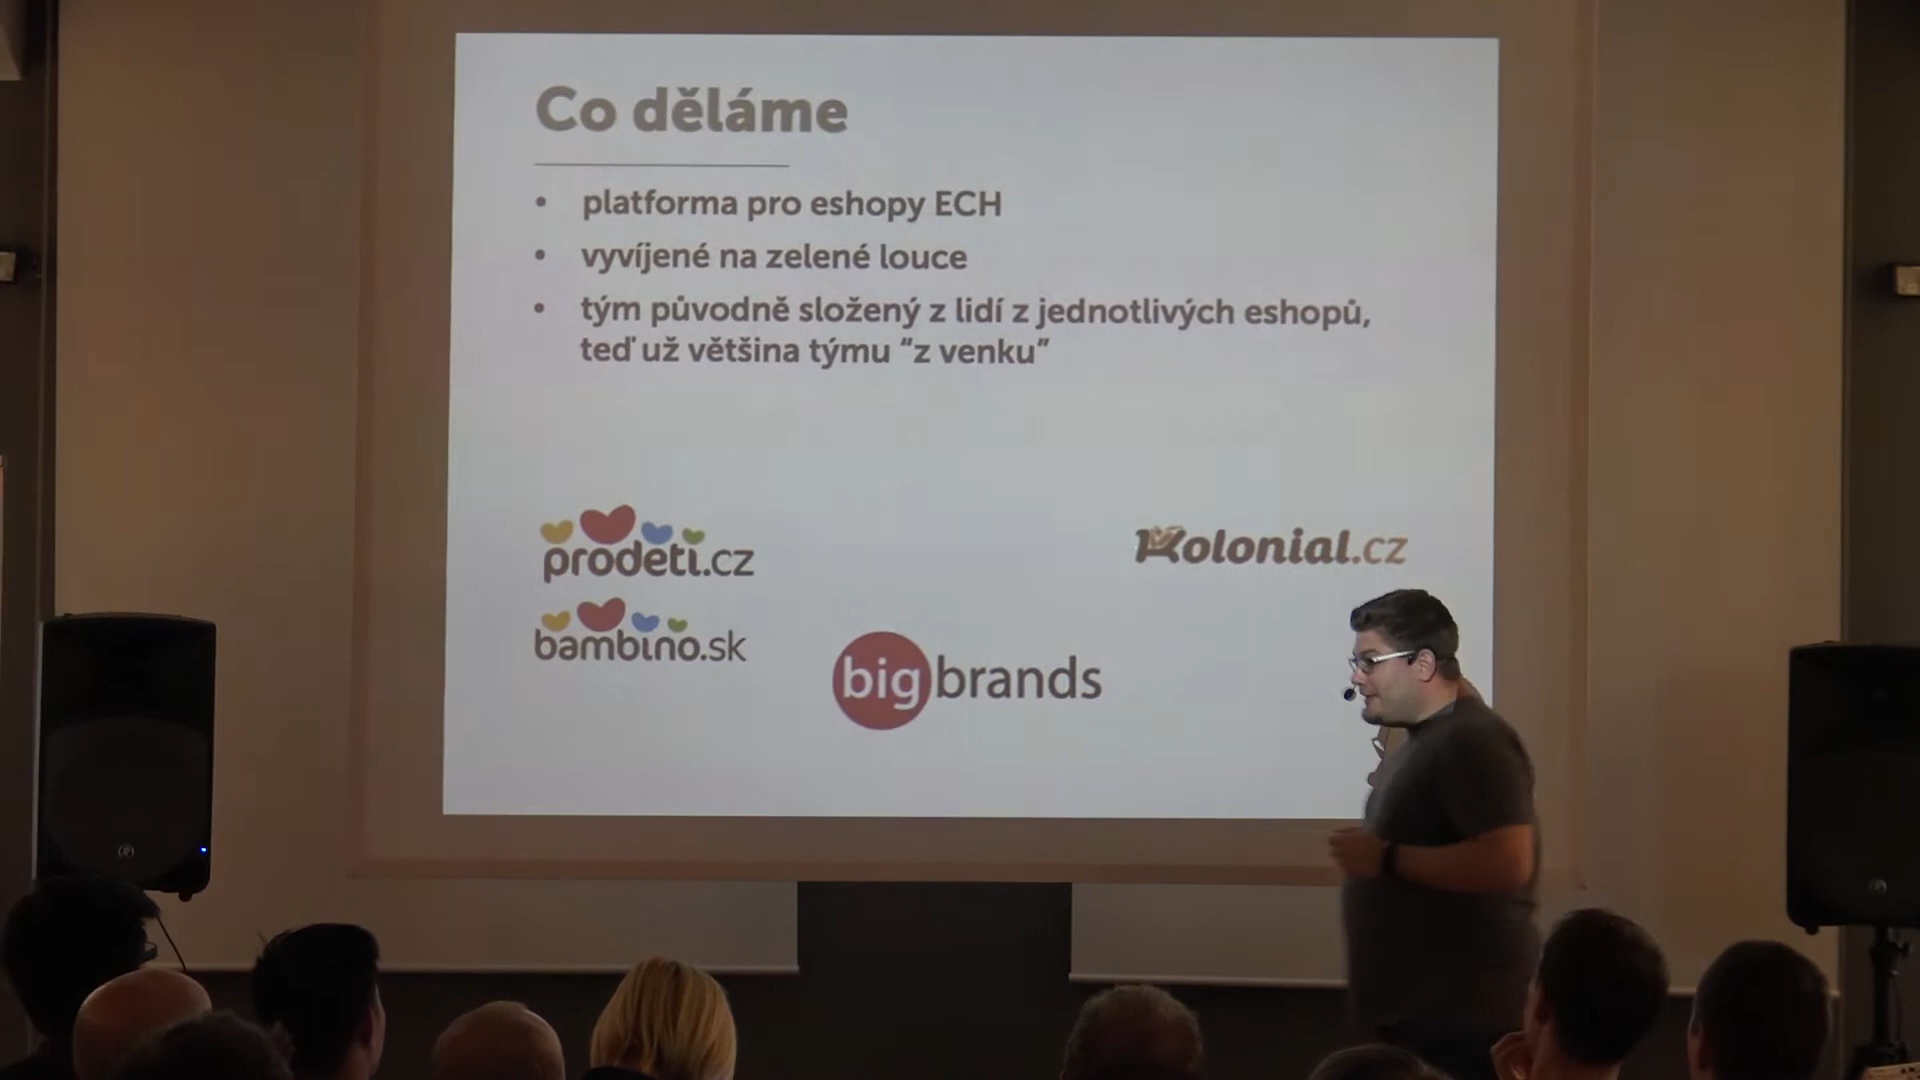 Co děláme
• platforma pro eshopy ECH
• vyvíjené na zelené louce
• tým původně složený z lidí z jednotlivých eshopů,
teď už většina týmu “z venku”
prodeti.cz
Kolonial.cz
bambino.sk
bigbrands